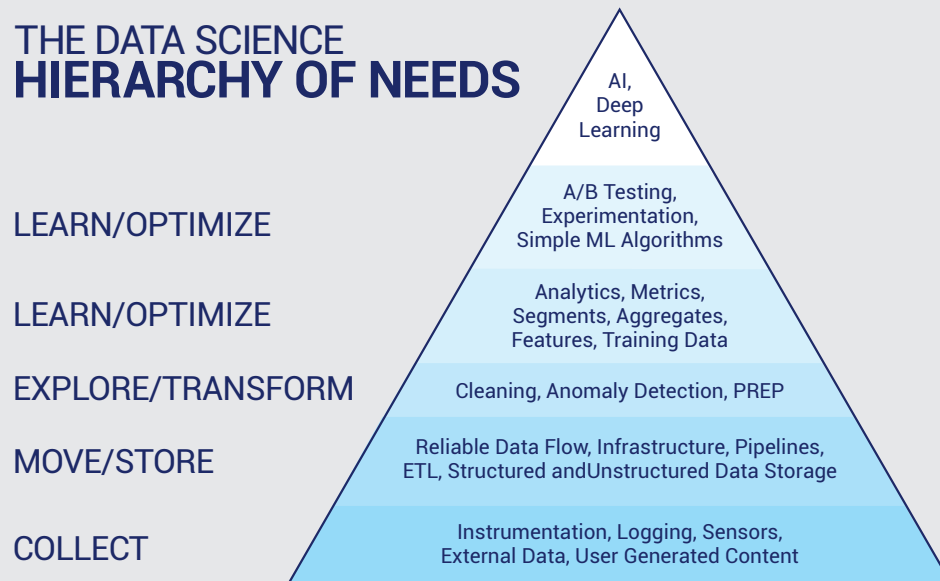 THE DATA SCIENCE
HIERARCHY OF NEEDS
AI,
Deep
Learning
LEARN/OPTIMIZE
A/B Testing,
Experimentation,
Simple ML Algorithms
LEARN/OPTIMIZE
Analytics, Metrics,
Segments, Aggregates,
Features, Training Data
EXPLORE/TRANSFORM
Cleaning, Anomaly Detection, PREP
MOVE/STORE
Reliable Data Flow, Infrastructure, Pipelines,
ETL, Structured andUnstructured Data Storage
COLLECT
Instrumentation, Logging, Sensors,
External Data, User Generated Content